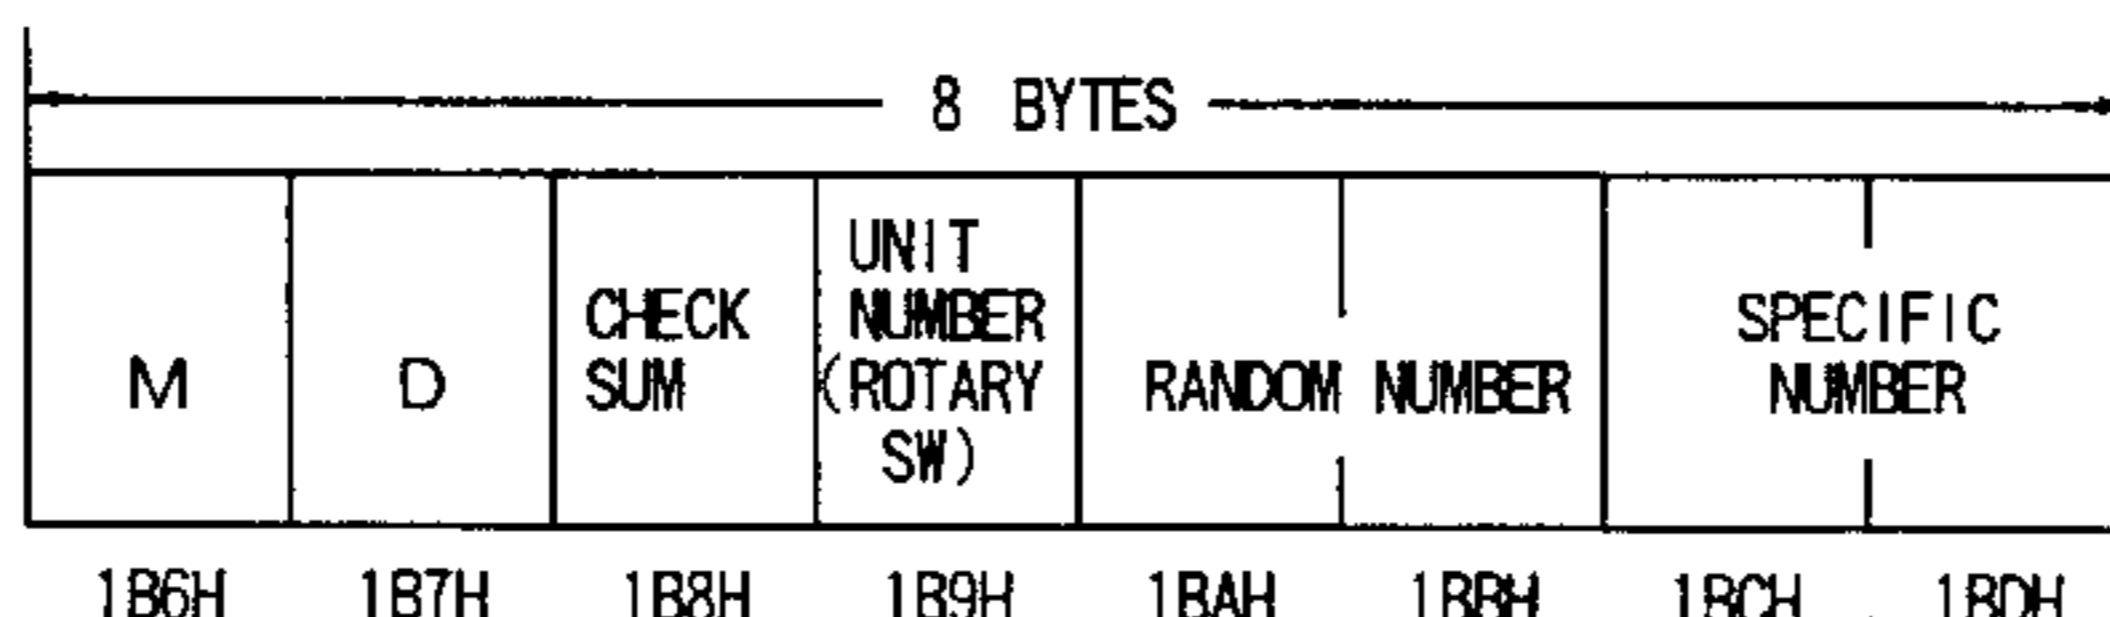 8 BYTES
M
D
CHECK
SUM
UNIT
NUMBER
(ROTARY
SW)
RANDOM NUMBER
SPECIFIC
NUMBER
1B6H 1B7H 1B8H 1B9H 1BAH 1BBH 1BCH 1BDH